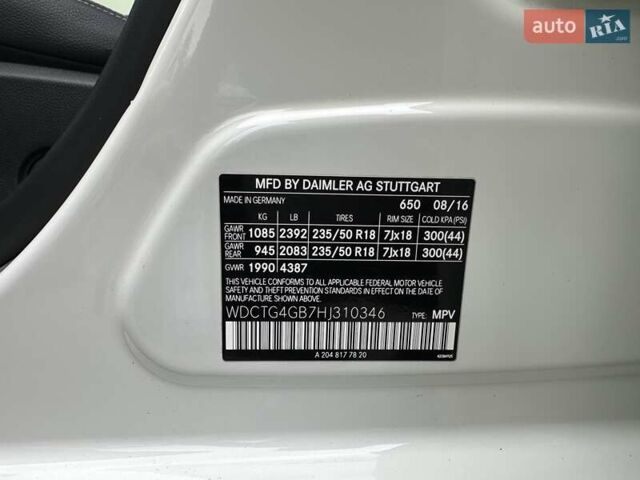 auto RIA.com
MFD BY DAIMLER AG STUTTGART
MADE IN GERMANY 650 08/16
KG LB TIRES RIM SIZE COLD KPA (PSI)
GAWR FRONT 1085 2392 235/50 R18 7Jx18 300(44)
GAWR REAR 945 2083 235/50 R18 7Jx18 300(44)
GVWR 1990 4387
THIS VEHICLE CONFORMS TO ALL APPLICABLE FEDERAL MOTOR VEHICLE
SAFETY, BUMPER, AND THEFT PREVENTION STANDARDS IN
EFFECT ON THE DATE OF MANUFACTURE SHOWN ABOVE.
WDCTG4GB7HJ310346 TYPE: MPV
A 204 817 78 20